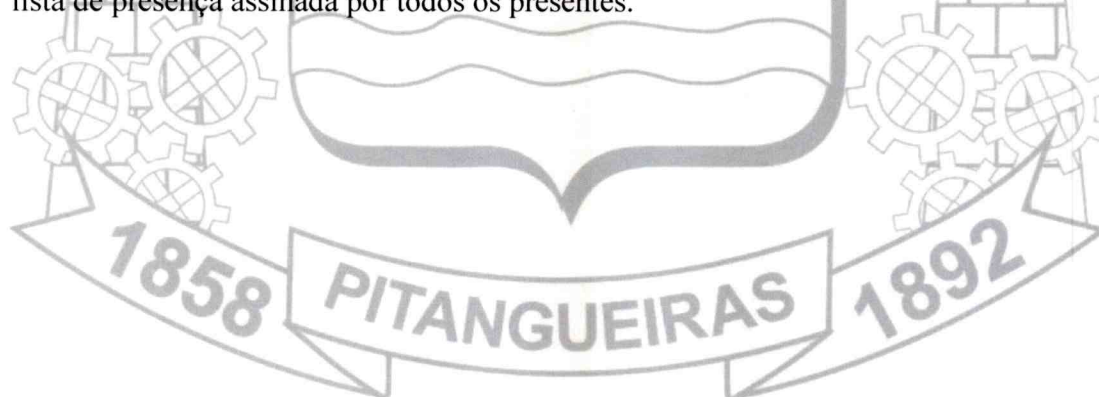 lista de presença assinada por todos os presentes.
1858 PITANGUEIRAS 1892